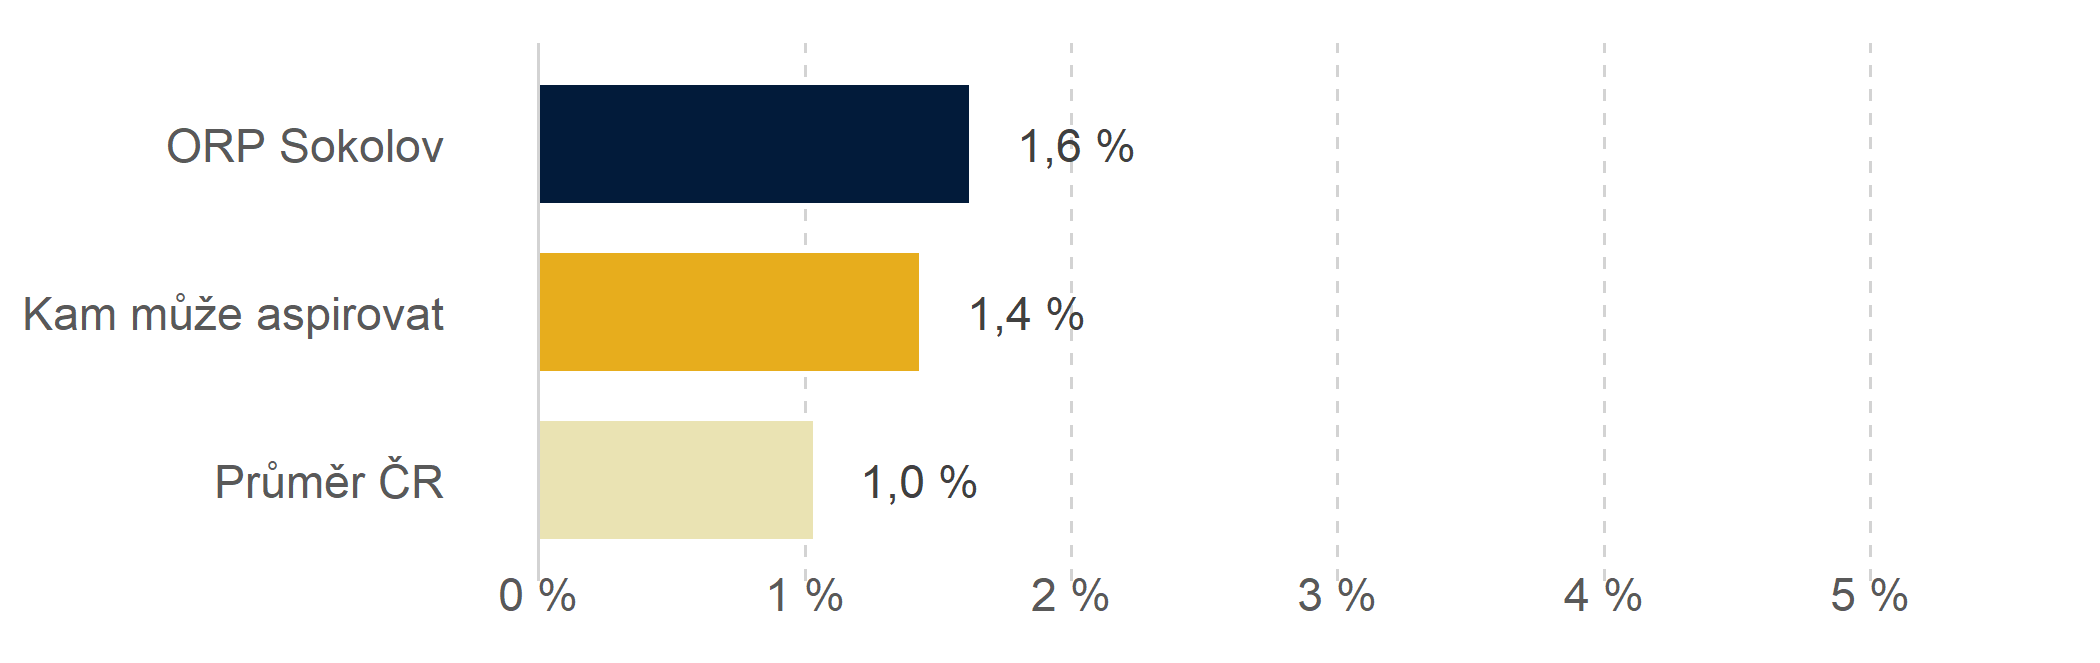 ORP Sokolov 1,6 %
Kam může aspirovat 1,4 %
Průměr ČR 1,0 %
0 % 1 % 2 % 3 % 4 % 5 %